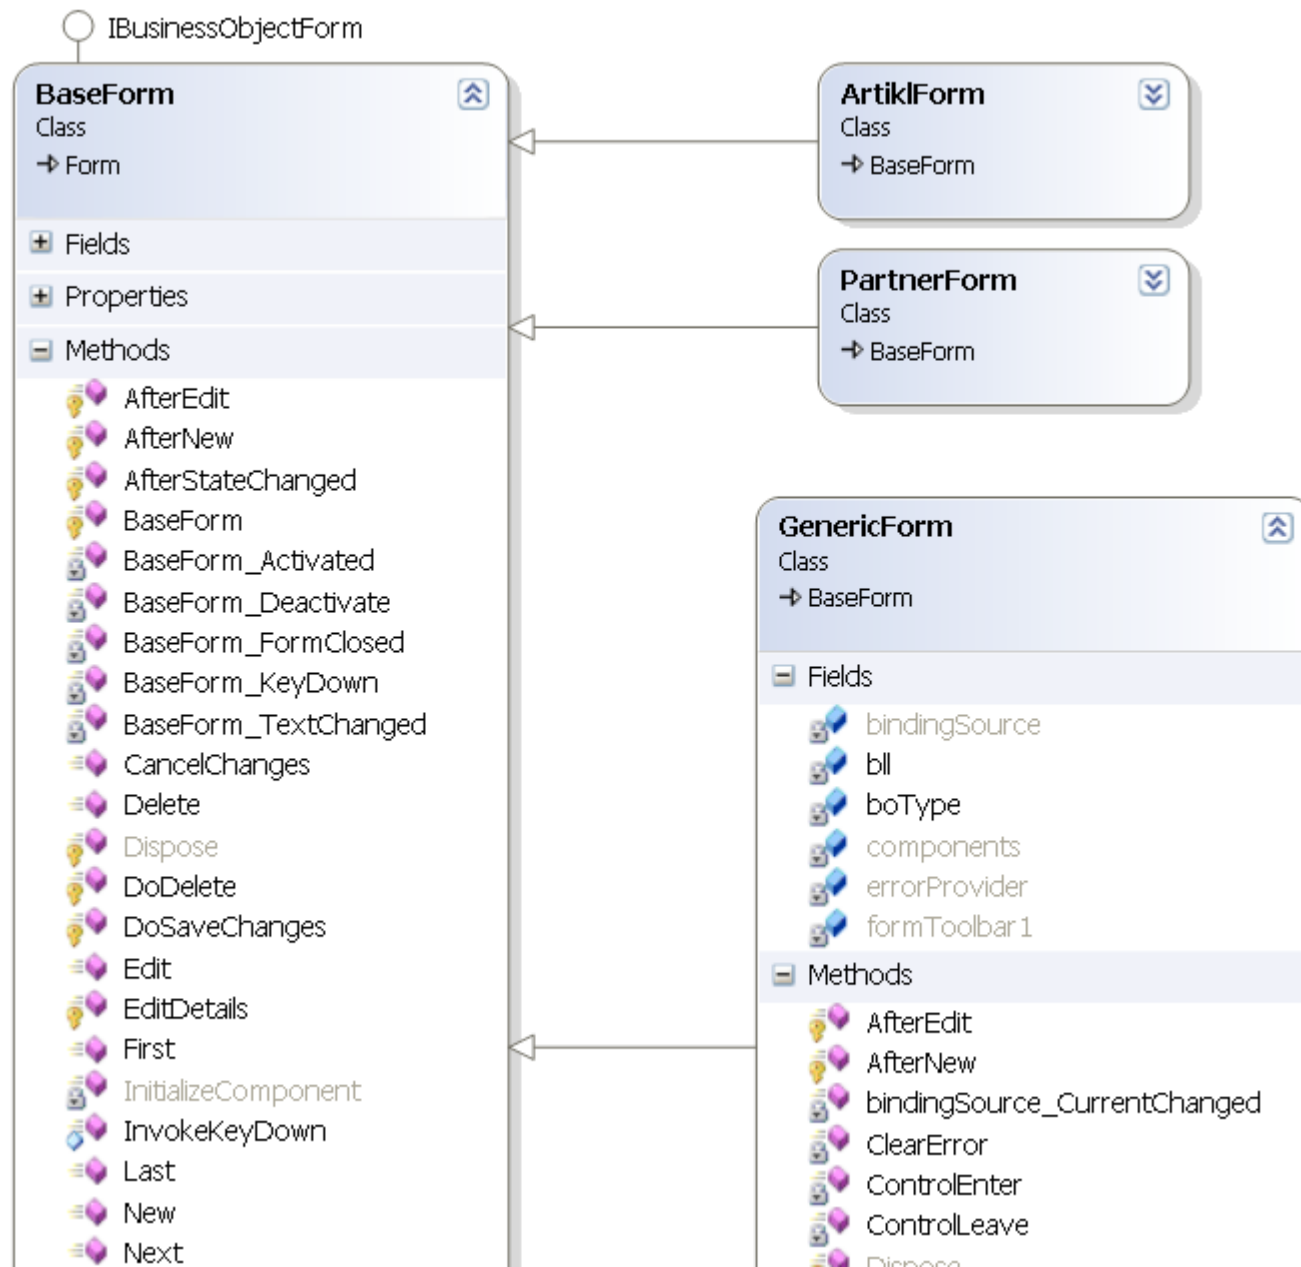 IBusinessObjectForm
BaseForm
Class
Form
Fields
Properties
Methods
AfterEdit
AfterNew
AfterStateChanged
BaseForm
BaseForm_Activated
BaseForm_Deactivate
BaseForm_FormClosed
BaseForm_KeyDown
BaseForm_TextChanged
CancelChanges
Delete
Dispose
DoDelete
DoSaveChanges
Edit
EditDetails
First
InitializeComponent
InvokeKeyDown
Last
New
Next
ArtiklForm
Class
BaseForm
PartnerForm
Class
BaseForm
GenericForm
Class
BaseForm
Fields
bindingSource
bll
boType
components
errorProvider
formToolbar1
Methods
AfterEdit
AfterNew
bindingSource_CurrentChanged
ClearError
ControlEnter
ControlLeave
Dispose